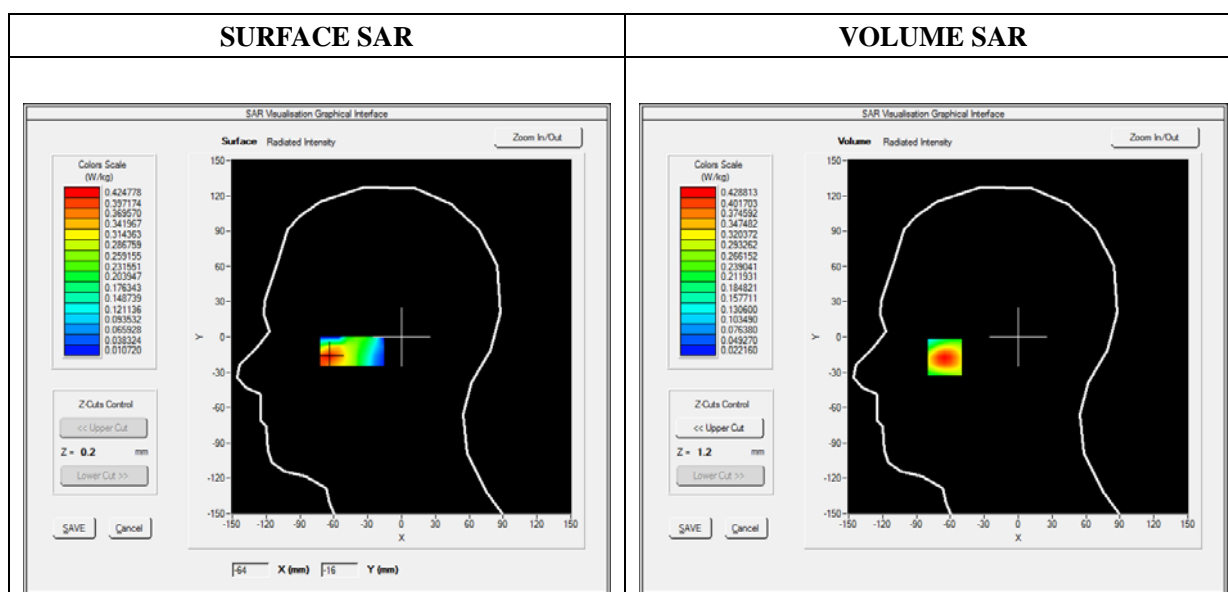 SURFACE SAR
VOLUME SAR
SAR Visualisation Graphical Interface
Surface Radiated Intensity
Zoom In/Out
Colors Scale
(W/kg)
0.424778
0.397174
0.369570
0.341967
0.314363
0.286759
0.259155
0.231551
0.203947
0.176343
0.148739
0.121136
0.093532
0.065928
0.038324
0.010720
Z-Cuts Control
<< Upper Cut
Z = 0.2 mm
Lower Cut >>
SAVE Cancel
150
120
90
60
30
0
-30
-60
-90
-120
-150
Y
-150 -120 -90 -60 -30 0 30 60 90 120 150
X
-64 X (mm) -16 Y (mm)
SAR Visualisation Graphical Interface
Volume Radiated Intensity
Zoom In/Out
Colors Scale
(W/kg)
0.428813
0.401703
0.374592
0.347482
0.320372
0.293262
0.266152
0.239041
0.211931
0.184821
0.157711
0.130600
0.103490
0.076380
0.049270
0.022160
Z-Cuts Control
<< Upper Cut
Z = 1.2 mm
Lower Cut >>
SAVE Cancel
150
120
90
60
30
0
-30
-60
-90
-120
-150
Y
-150 -120 -90 -60 -30 0 30 60 90 120 150
X